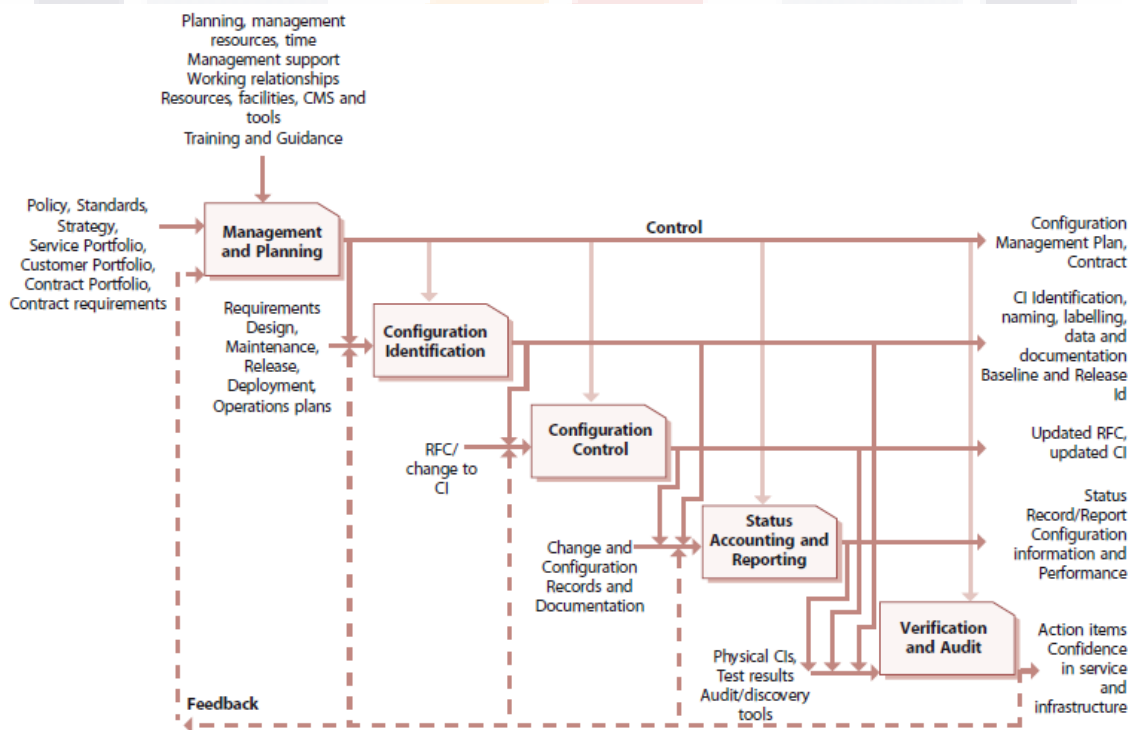 Planning, management
resources, time
Management support
Working relationships
Resources, facilities, CMS and
tools
Training and Guidance
Policy, Standards,
Strategy,
Service Portfolio,
Customer Portfolio,
Contract Portfolio,
Contract requirements
Management
and Planning
Control
Configuration
Management Plan,
Contract
Requirements
Design,
Maintenance,
Release,
Deployment,
Operations plans
Configuration
Identification
CI Identification,
naming, labelling,
data and
documentation
Baseline and Release
Id
RFC/
change to
CI
Configuration
Control
Updated RFC,
updated CI
Change and
Configuration
Records and
Documentation
Status
Accounting and
Reporting
Status
Record/Report
Configuration
information and
Performance
Physical CIs,
Test results
Audit/discovery
tools
Verification
and Audit
Action items
Confidence
in service
and
infrastructure
Feedback